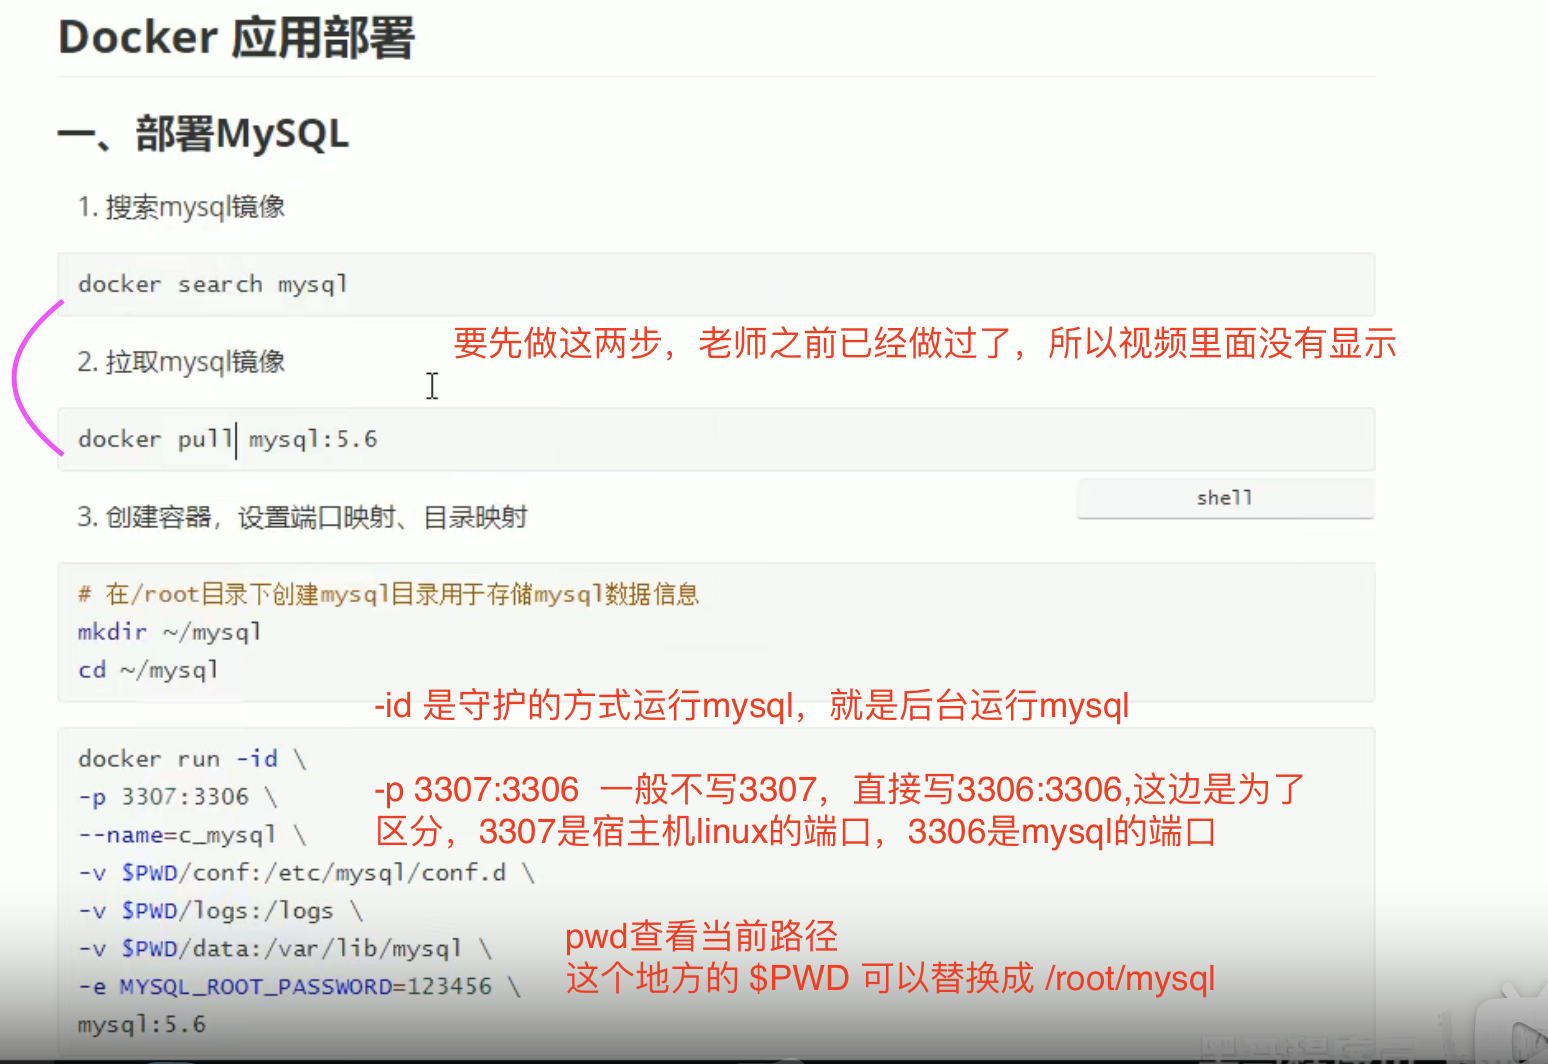 Docker 应用部署
一、部署MySQL
1. 搜索mysql镜像
docker search mysql
要先做这两步，老师之前已经做过了，所以视频里面没有显示
2. 拉取mysql镜像
docker pull mysql:5.6
shell
3. 创建容器，设置端口映射、目录映射
# 在/root目录下创建mysql目录用于存储mysql数据信息
mkdir ~/mysql
cd ~/mysql
-id 是守护的方式运行mysql，就是后台运行mysql
docker run -id \
-p 3307:3306 \
-p 3307:3306  一般不写3307，直接写3306:3306,这边是为了
区分，3307是宿主机linux的端口，3306是mysql的端口
--name=c_mysql \
-v $PWD/conf:/etc/mysql/conf.d \
-v $PWD/logs:/logs \
-v $PWD/data:/var/lib/mysql \
pwd查看当前路径
这个地方的 $PWD 可以替换成 /root/mysql
-e MYSQL_ROOT_PASSWORD=123456 \
mysql:5.6
黑马程序员